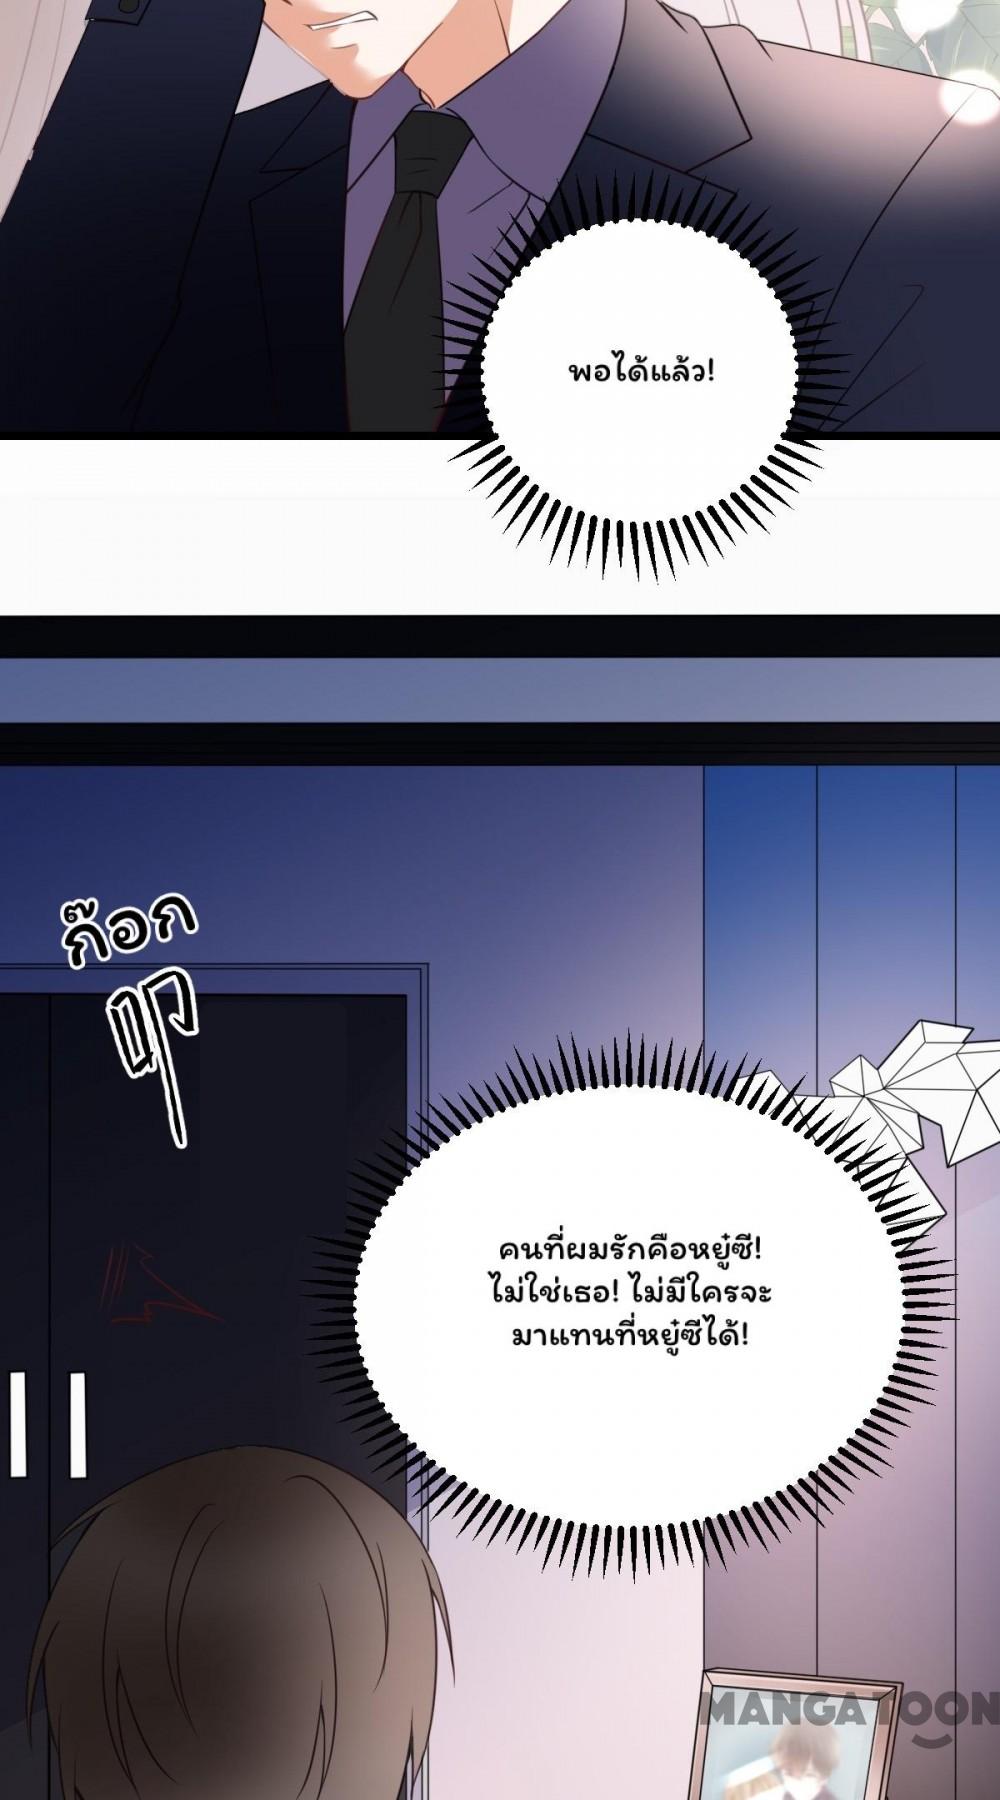 พอได้แล้ว!
ก๊อก
แว
คนที่ผมรักคือหยู๋ซี!
ไม่ใช่เธอ! ไม่มีใครจะ
มาแทนที่หยู๋ซีได้!
MANGATOON